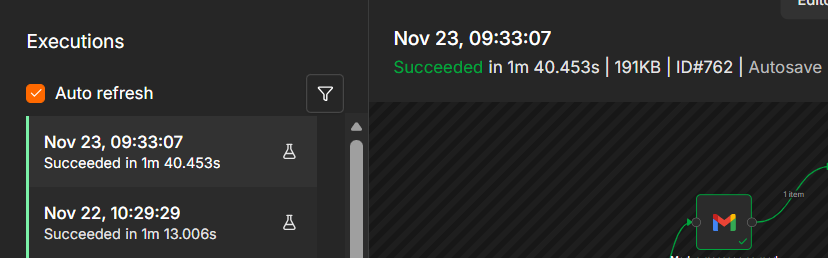 Edito
Executions
Auto refresh
Nov 23, 09:33:07
Succeeded in 1m 40.453s
Nov 22, 10:29:29
Succeeded in 1m 13.006s
Nov 23, 09:33:07
Succeeded in 1m 40.453s | 191KB | ID#762 | Autosave
1 item